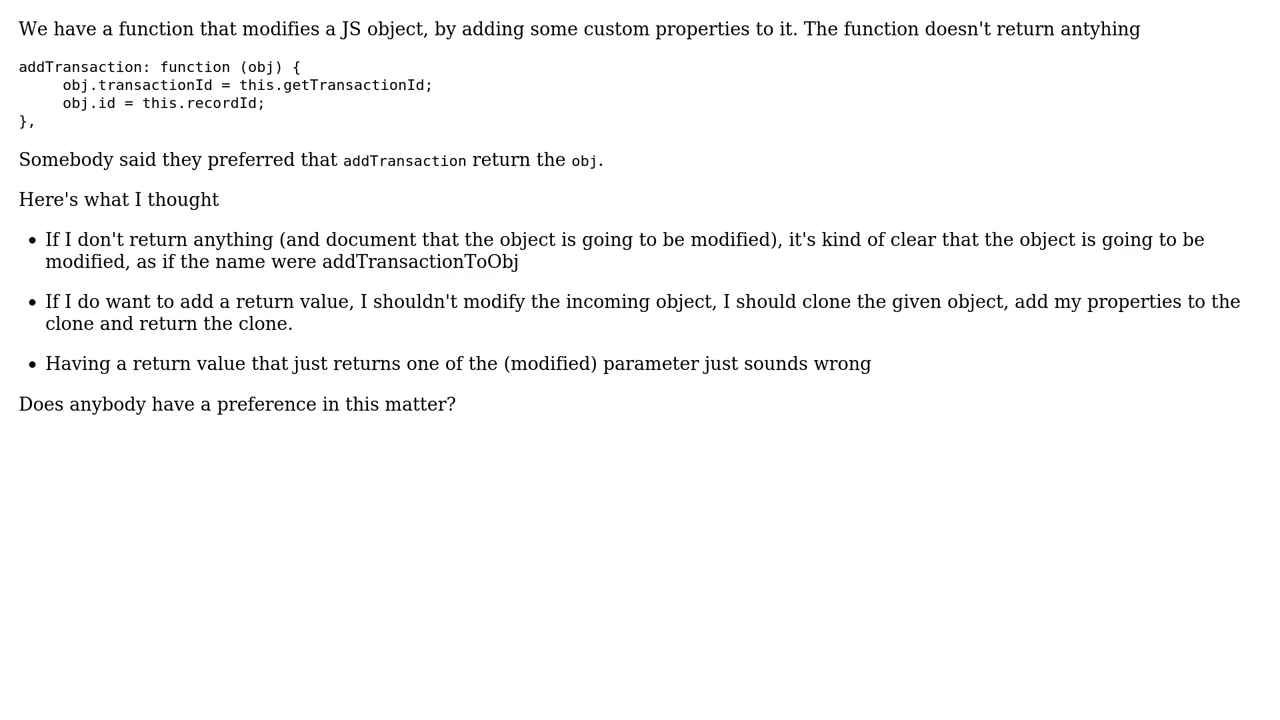 We have a function that modifies a JS object, by adding some custom properties to it. The function doesn't return antyhing
addTransaction: function (obj) {
     obj.transactionId = this.getTransactionId;
     obj.id = this.recordId;
},
Somebody said they preferred that addTransaction return the obj.
Here's what I thought
• If I don't return anything (and document that the object is going to be modified), it's kind of clear that the object is going to be
modified, as if the name were addTransactionToObj
• If I do want to add a return value, I shouldn't modify the incoming object, I should clone the given object, add my properties to the
clone and return the clone.
• Having a return value that just returns one of the (modified) parameter just sounds wrong
Does anybody have a preference in this matter?